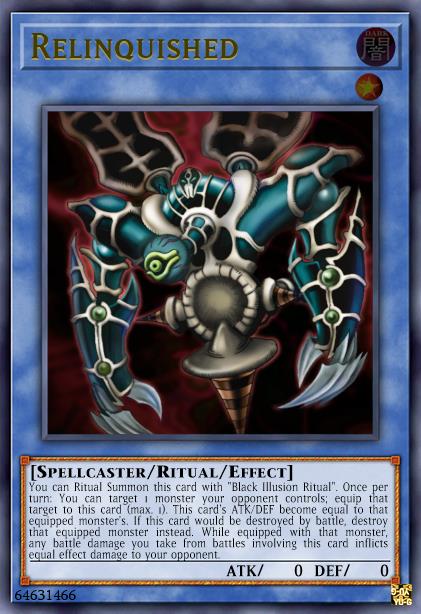 Relinquished
DARK
闇
[Spellcaster/Ritual/Effect]
You can Ritual Summon this card with "Black Illusion Ritual". Once per
turn: You can target 1 monster your opponent controls; equip that
target to this card (max. 1). This card's ATK/DEF become equal to that
equipped monster's. If this card would be destroyed by battle, destroy
that equipped monster instead. While equipped with that monster,
any battle damage you take from battles involving this card inflicts
equal effect damage to your opponent.
ATK/ 0 DEF/ 0
64631466